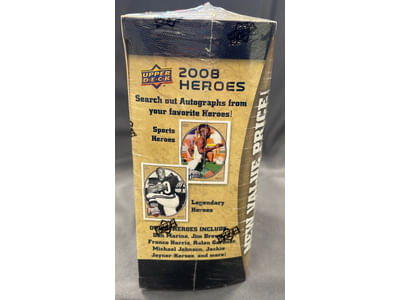 UPPER
DECK
2008
HEROES
Search out Autographs from
your favorite Heroes!
Sports
Heroes
Legendary
Heroes
HEROES INCLUDE
Dan Marino, Jim Brown,
Franco Harris, Rulon Gardner,
Michael Johnson, Jackie
Joyner-Kersee, and more!
VALUE PRICE!